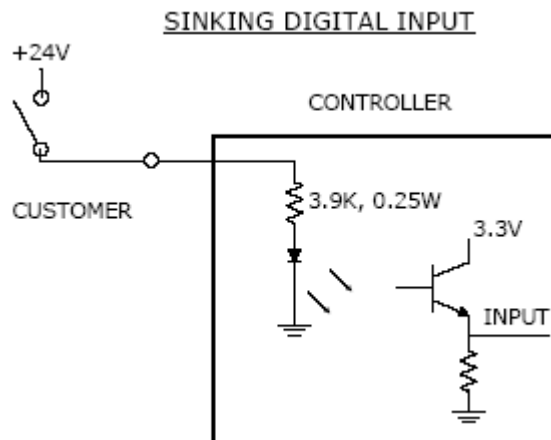 SINKING DIGITAL INPUT
+24V
CONTROLLER
CUSTOMER
3.9K, 0.25W
3.3V
INPUT